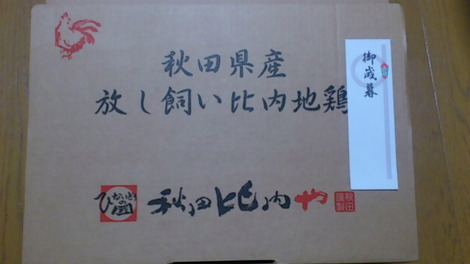 秋田県産
放し飼い比内地鶏
御歳暮
秋田比内や